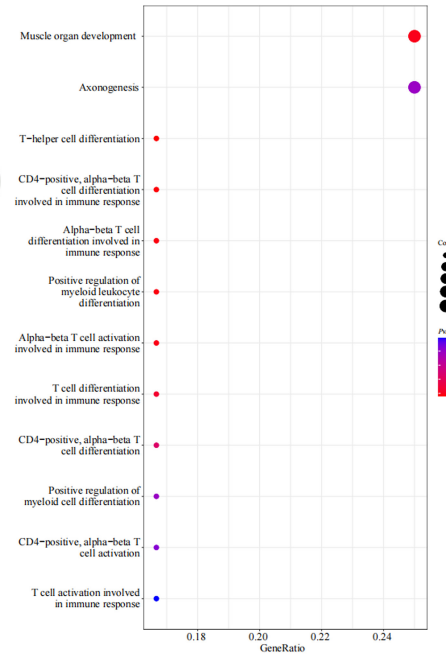 Muscle organ development
Axonogenesis
T−helper cell differentiation
CD4−positive, alpha−beta T
cell differentiation
involved in immune response
Alpha−beta T cell
differentiation involved in
immune response
Positive regulation of
myeloid leukocyte
differentiation
Alpha−beta T cell activation
involved in immune response
T cell differentiation
involved in immune response
CD4−positive, alpha−beta T
cell differentiation
Positive regulation of
myeloid cell differentiation
CD4−positive, alpha−beta T
cell activation
T cell activation involved
in immune response
0.18 0.20 0.22 0.24
GeneRatio